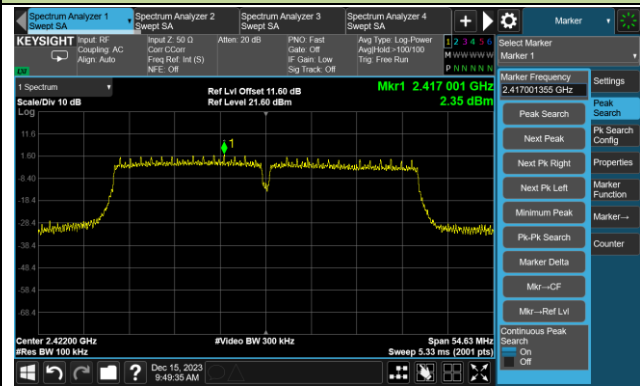 Spectrum Analyzer 1
Swept SA
Spectrum Analyzer 2
Swept SA
Spectrum Analyzer 3
Swept SA
Spectrum Analyzer 4
Swept SA
+
Marker
KEYSIGHT
Input: RF
Coupling: AC
Align: Auto
Input Z: 50 Ω
Corr CCorr
Freq Ref: Int (S)
NFE: Off
Atten: 20 dB
PNO: Fast
Gate: Off
IF Gain: Low
Sig Track: Off
Avg Type: Log-Power
Avg|Hold >100/100
Trig: Free Run
1 2 3 4 5 6
M W W W W W
P N N N N N
Select Marker
Marker 1
1 Spectrum
Scale/Div 10 dB
Log
Ref Lvl Offset 11.60 dB
Ref Level 21.60 dBm
Mkr1 2.417 001 GHz
2.35 dBm
1
11.6
1.60
-8.40
-18.4
-28.4
-38.4
-48.4
-58.4
-68.4
Center 2.42200 GHz
#Res BW 100 kHz
#Video BW 300 kHz
Span 54.63 MHz
Sweep 5.33 ms (2001 pts)
Marker Frequency
2.417001355 GHz
Peak Search
Next Peak
Next Pk Right
Next Pk Left
Minimum Peak
Pk-Pk Search
Marker Delta
Mkr→CF
Mkr→Ref Lvl
Continuous Peak
Search
On
Off
Settings
Peak
Search
Pk Search
Config
Properties
Marker
Function
Marker→
Counter
?
Dec 15, 2023
9:49:35 AM